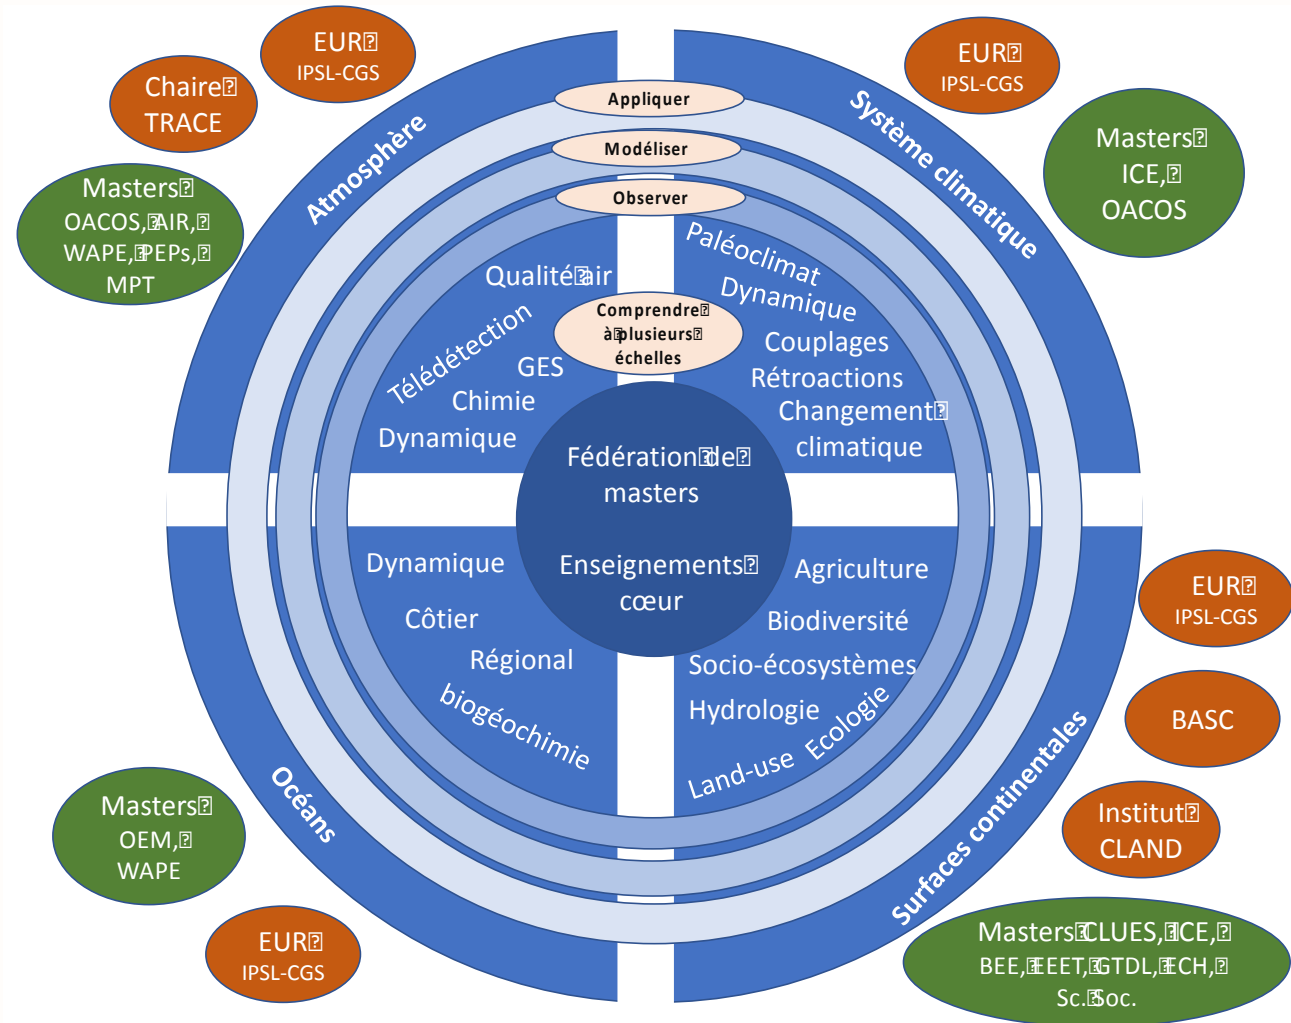 EUR
IPSL-CGS
Chaire
TRACE
Masters
OACOS, AIR,
WAPE, PEPs,
MPT
EUR
IPSL-CGS
Masters
ICE,
OACOS
Atmosphère
Système climatique
Appliquer
Modéliser
Observer
Comprendre
à plusieurs
échelles
Qualité air
Télédétection
GES
Chimie
Dynamique
Paléoclimat
Dynamique
Couplages
Rétroactions
Changement
climatique
Fédération de
masters
Enseignements
cœur
Dynamique
Côtier
Régional
biogéochimie
Agriculture
Biodiversité
Socio-écosystèmes
Hydrologie
Ecologie
Land-use
Océans
Surfaces continentales
Masters
OEM,
WAPE
EUR
IPSL-CGS
EUR
IPSL-CGS
BASC
Institut
CLAND
Masters CLUES, ICE,
BEE, EEET, GTDL, ECH,
Sc. Soc.